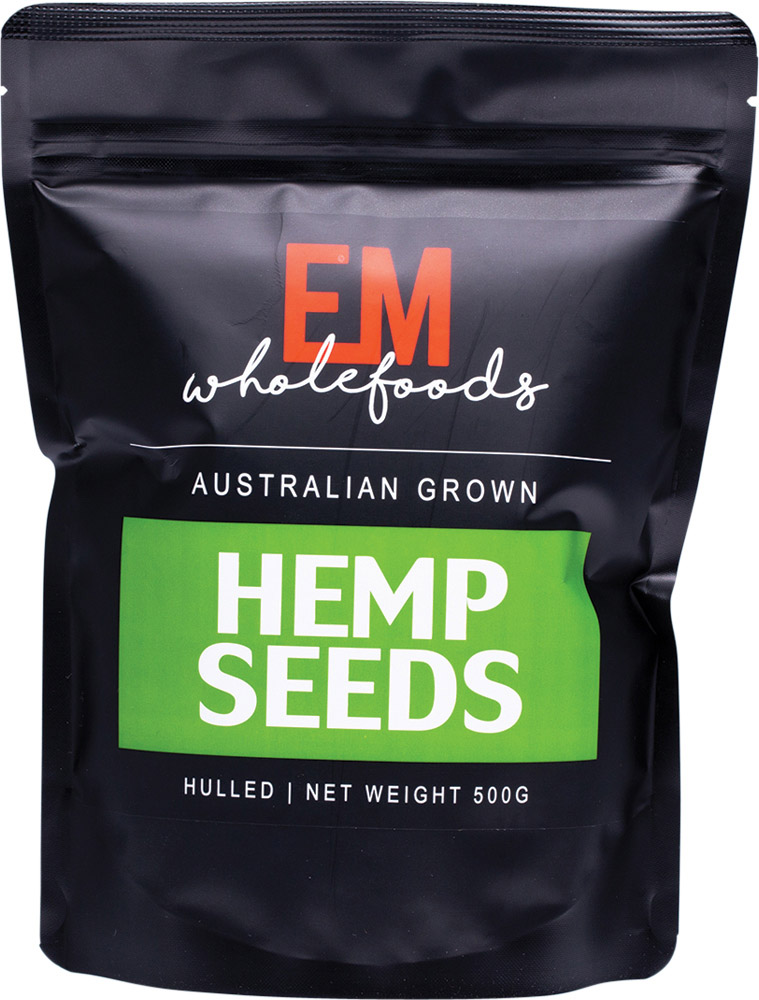 EM
wholefoods
AUSTRALIAN GROWN
HEMP
SEEDS
HULLED | NET WEIGHT 500G